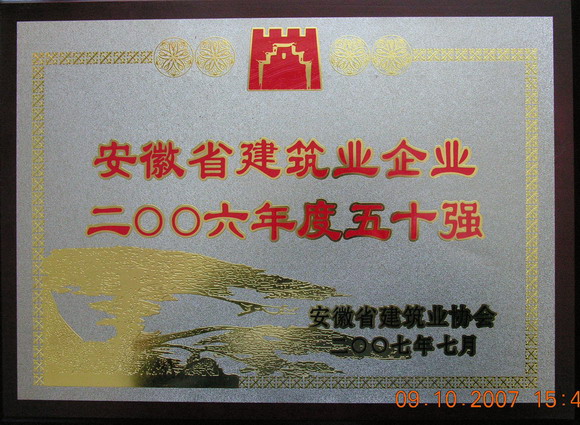 安徽省建筑业企业
二〇〇六年度五十强
安徽省建筑业协会
二〇〇七年七月
09.10.2007 15:4